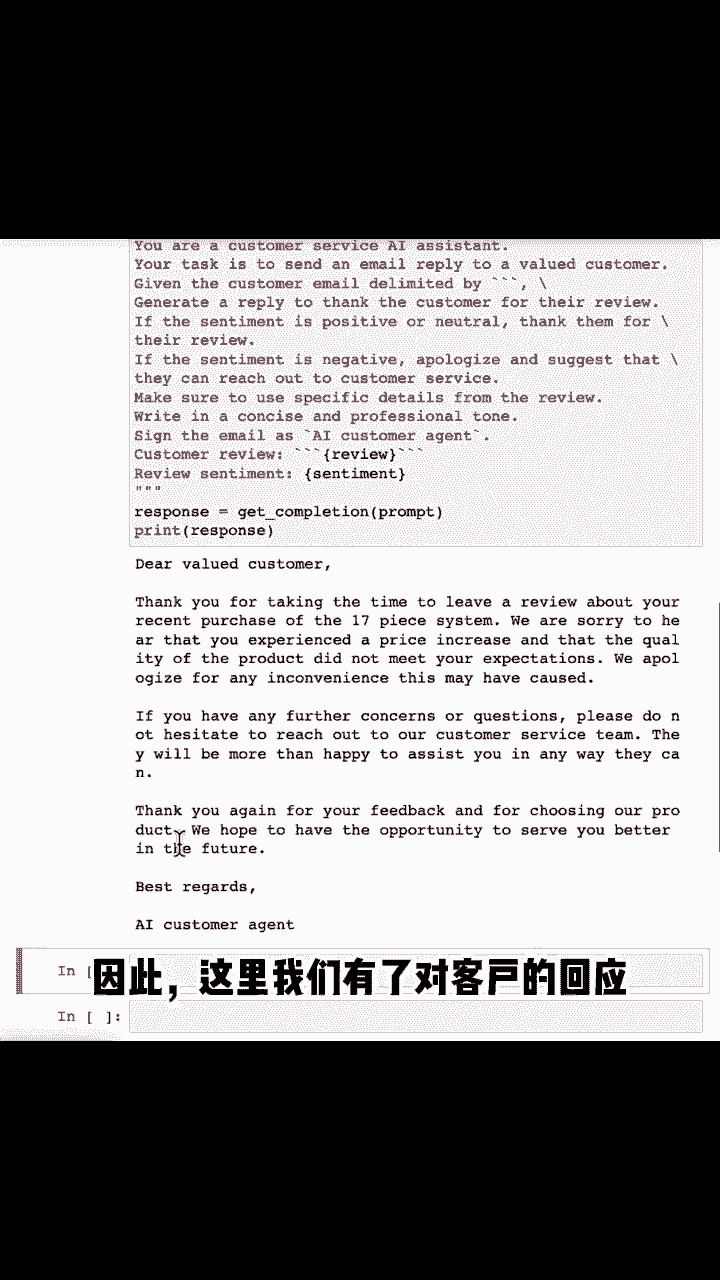 You are a customer service AI assistant.
Your task is to send an email reply to a valued customer.
Given the customer email delimited by ```, \
Generate a reply to thank the customer for their review.
If the sentiment is positive or neutral, thank them for \
their review.
If the sentiment is negative, apologize and suggest that \
they can reach out to customer service.
Make sure to use specific details from the review.
Write in a concise and professional tone.
Sign the email as `AI customer agent`.
Customer review: ```{review}```
Review sentiment: {sentiment}
"""
response = get_completion(prompt)
print(response)
Dear valued customer,
Thank you for taking the time to leave a review about your
recent purchase of the 17 piece system. We are sorry to he
ar that you experienced a price increase and that the qual
ity of the product did not meet your expectations. We apol
ogize for any inconvenience this may have caused.
If you have any further concerns or questions, please do n
ot hesitate to reach out to our customer service team. The
y will be more than happy to assist you in any way they ca
n.
Thank you again for your feedback and for choosing our pro
duct. We hope to have the opportunity to serve you better
in the future.
Best regards,
AI customer agent
In [
因此，这里我们有了对客户的回应
In [ ]: